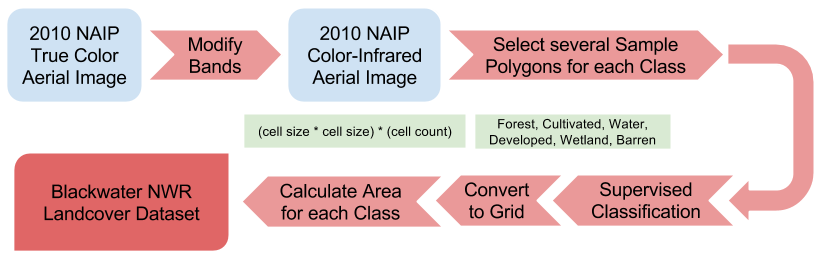 2010 NAIP
True Color
Aerial Image
Modify
Bands
2010 NAIP
Color-Infrared
Aerial Image
Select several Sample
Polygons for each Class
(cell size * cell size) * (cell count)
Forest, Cultivated, Water,
Developed, Wetland, Barren
Supervised
Classification
Convert
to Grid
Calculate Area
for each Class
Blackwater NWR
Landcover Dataset